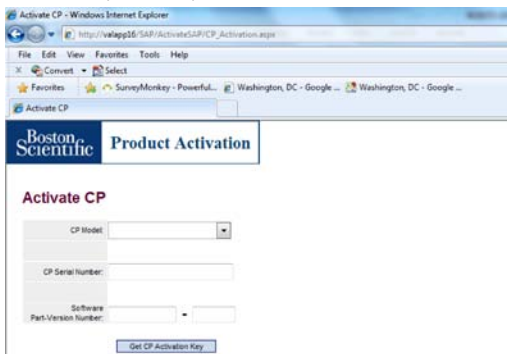 Activate CP - Windows Internet Explorer
http://valapp16/SAP/ActivateSAP/CP_Activation.aspx
File Edit View Favorites Tools Help
x Convert Select
Favorites SurveyMonkey - Powerful... Washington, DC - Google ... Washington, DC - Google ...
Activate CP
Boston Scientific Product Activation
Activate CP
CP Model:
CP Serial Number:
Software
Part-Version Number: -
Get CP Activation Key